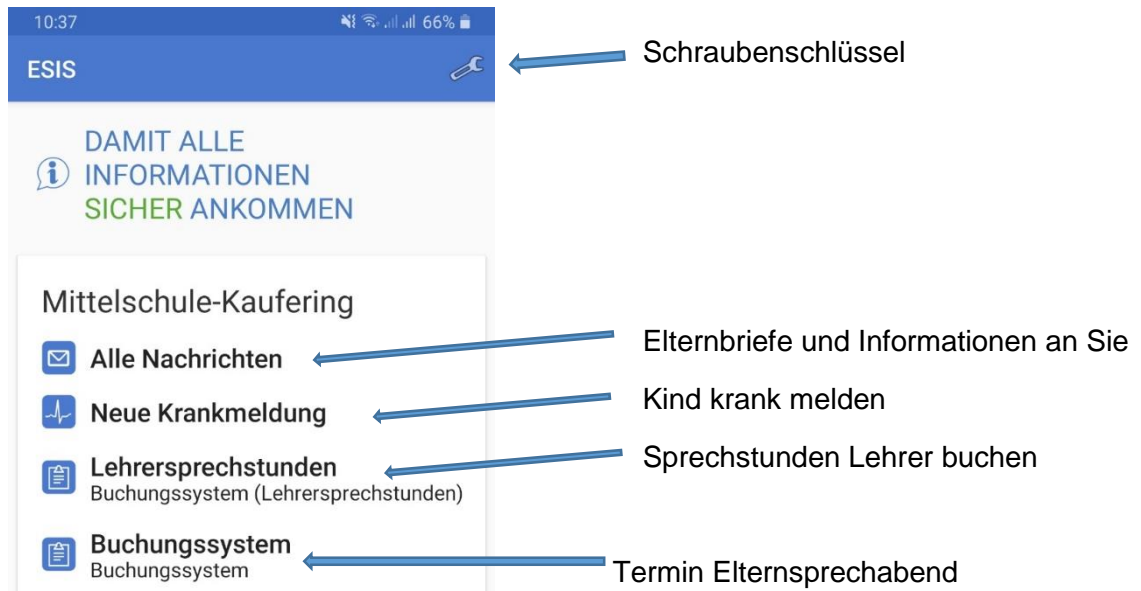 10:37 66%
ESIS
Schraubenschlüssel
DAMIT ALLE
INFORMATIONEN
SICHER ANKOMMEN
Mittelschule-Kaufering
Alle Nachrichten
Elternbriefe und Informationen an Sie
Neue Krankmeldung
Kind krank melden
Lehrersprechstunden
Buchungssystem (Lehrersprechstunden)
Sprechstunden Lehrer buchen
Buchungssystem
Buchungssystem
Termin Elternsprechabend